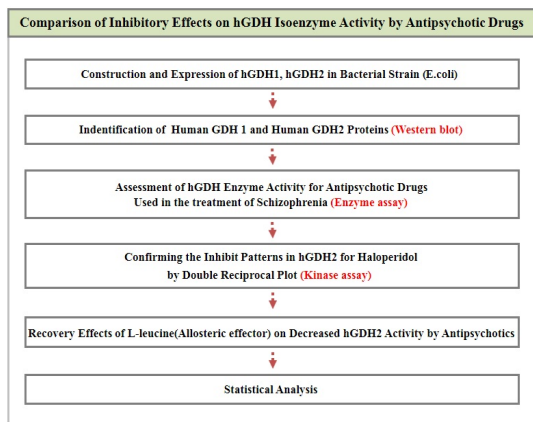 Comparison of Inhibitory Effects on hGDH Isoenzyme Activity by Antipsychotic Drugs
Construction and Expression of hGDH1, hGDH2 in Bacterial Strain (E.coli)
Indentification of Human GDH 1 and Human GDH2 Proteins (Western blot)
Assessment of hGDH Enzyme Activity for Antipsychotic Drugs
Used in the treatment of Schizophrenia (Enzyme assay)
Confirming the Inhibit Patterns in hGDH2 for Haloperidol
by Double Reciprocal Plot (Kinase assay)
Recovery Effects of L-leucine(Allosteric effector) on Decreased hGDH2 Activity by Antipsychotics
Statistical Analysis